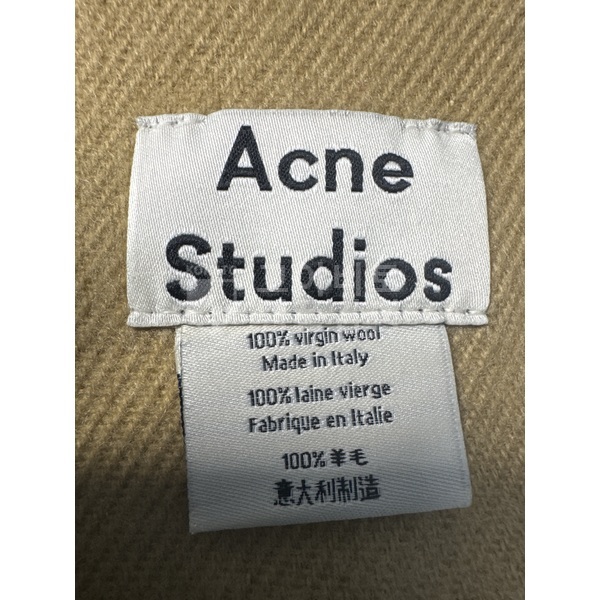 Acne
Studios
100% virgin wool
Made in Italy
100% laine vierge
Fabrique en Italie
100%羊毛
意大利制造